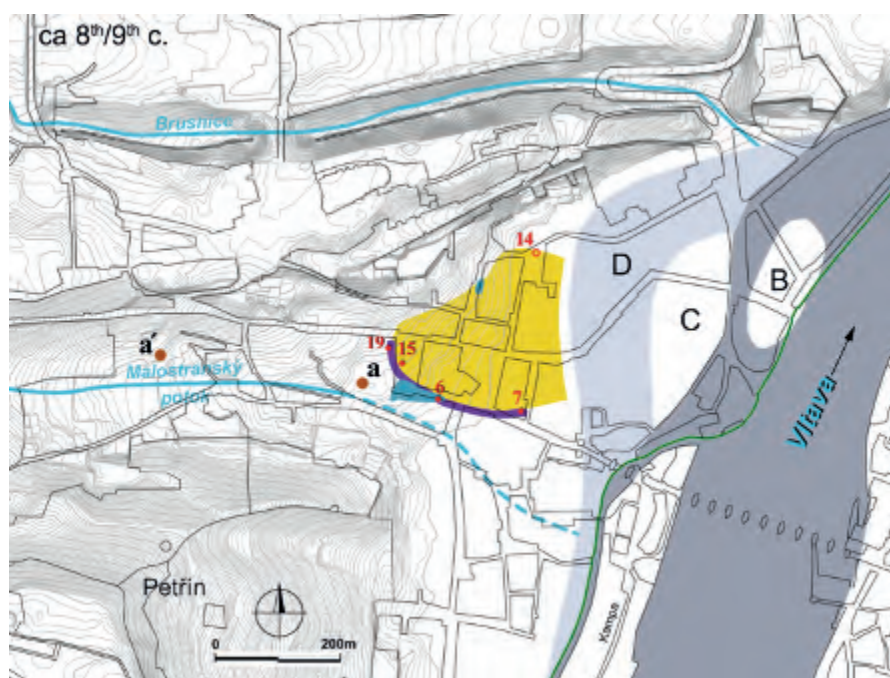 ca 8th/9th c.
Brusnice
14
D
B
C
a′
19
15
a
Malostranský
potok
6
7
Vltava
Petřín
Kampa
0
200m